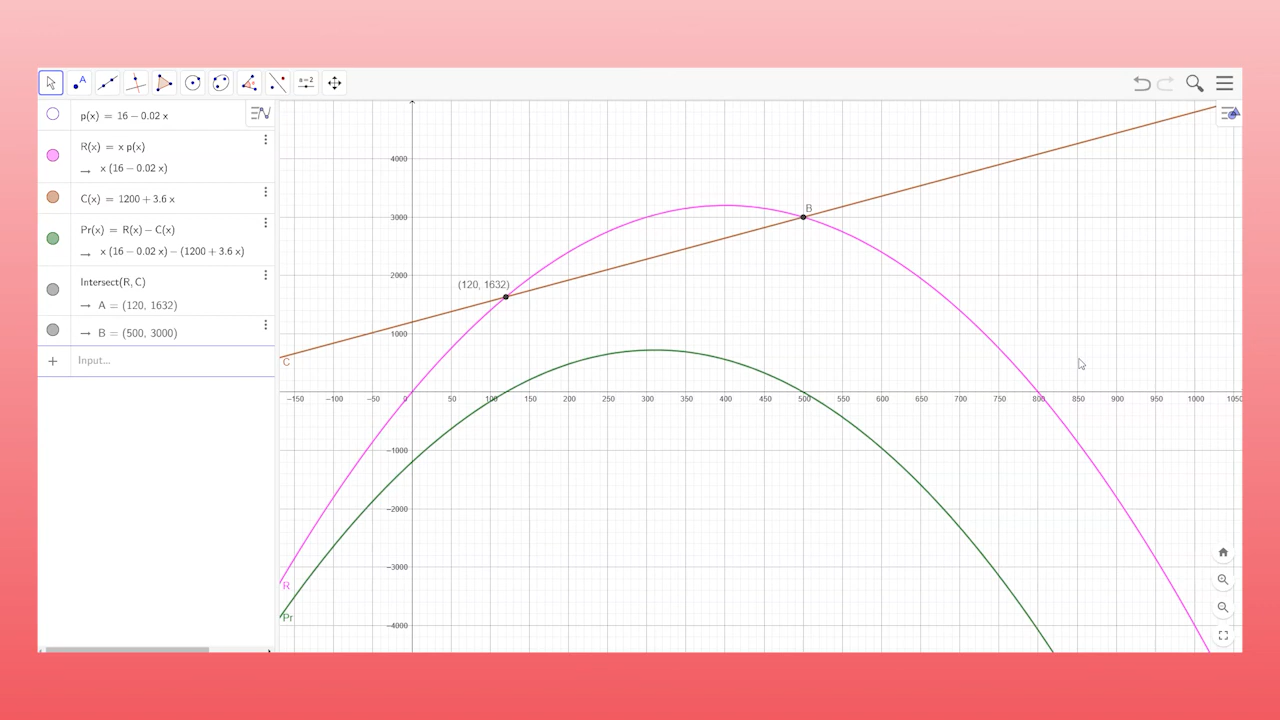 A
a=2
p(x) = 16 − 0.02 x
R(x) = x p(x)
→ x (16 − 0.02 x)
C(x) = 1200 + 3.6 x
Pr(x) = R(x) − C(x)
→ x (16 − 0.02 x) − (1200 + 3.6 x)
Intersect(R, C)
→ A = (120, 1632)
→ B = (500, 3000)
+ Input...
4000
3000
2000
1000
−1000
−2000
−3000
−4000
−150 −100 −50 0 50 100 150 200 250 300 350 400 450 500 550 600 650 700 750 800 850 900 950 1000 1050
B
(120, 1632)
C
R
Pr